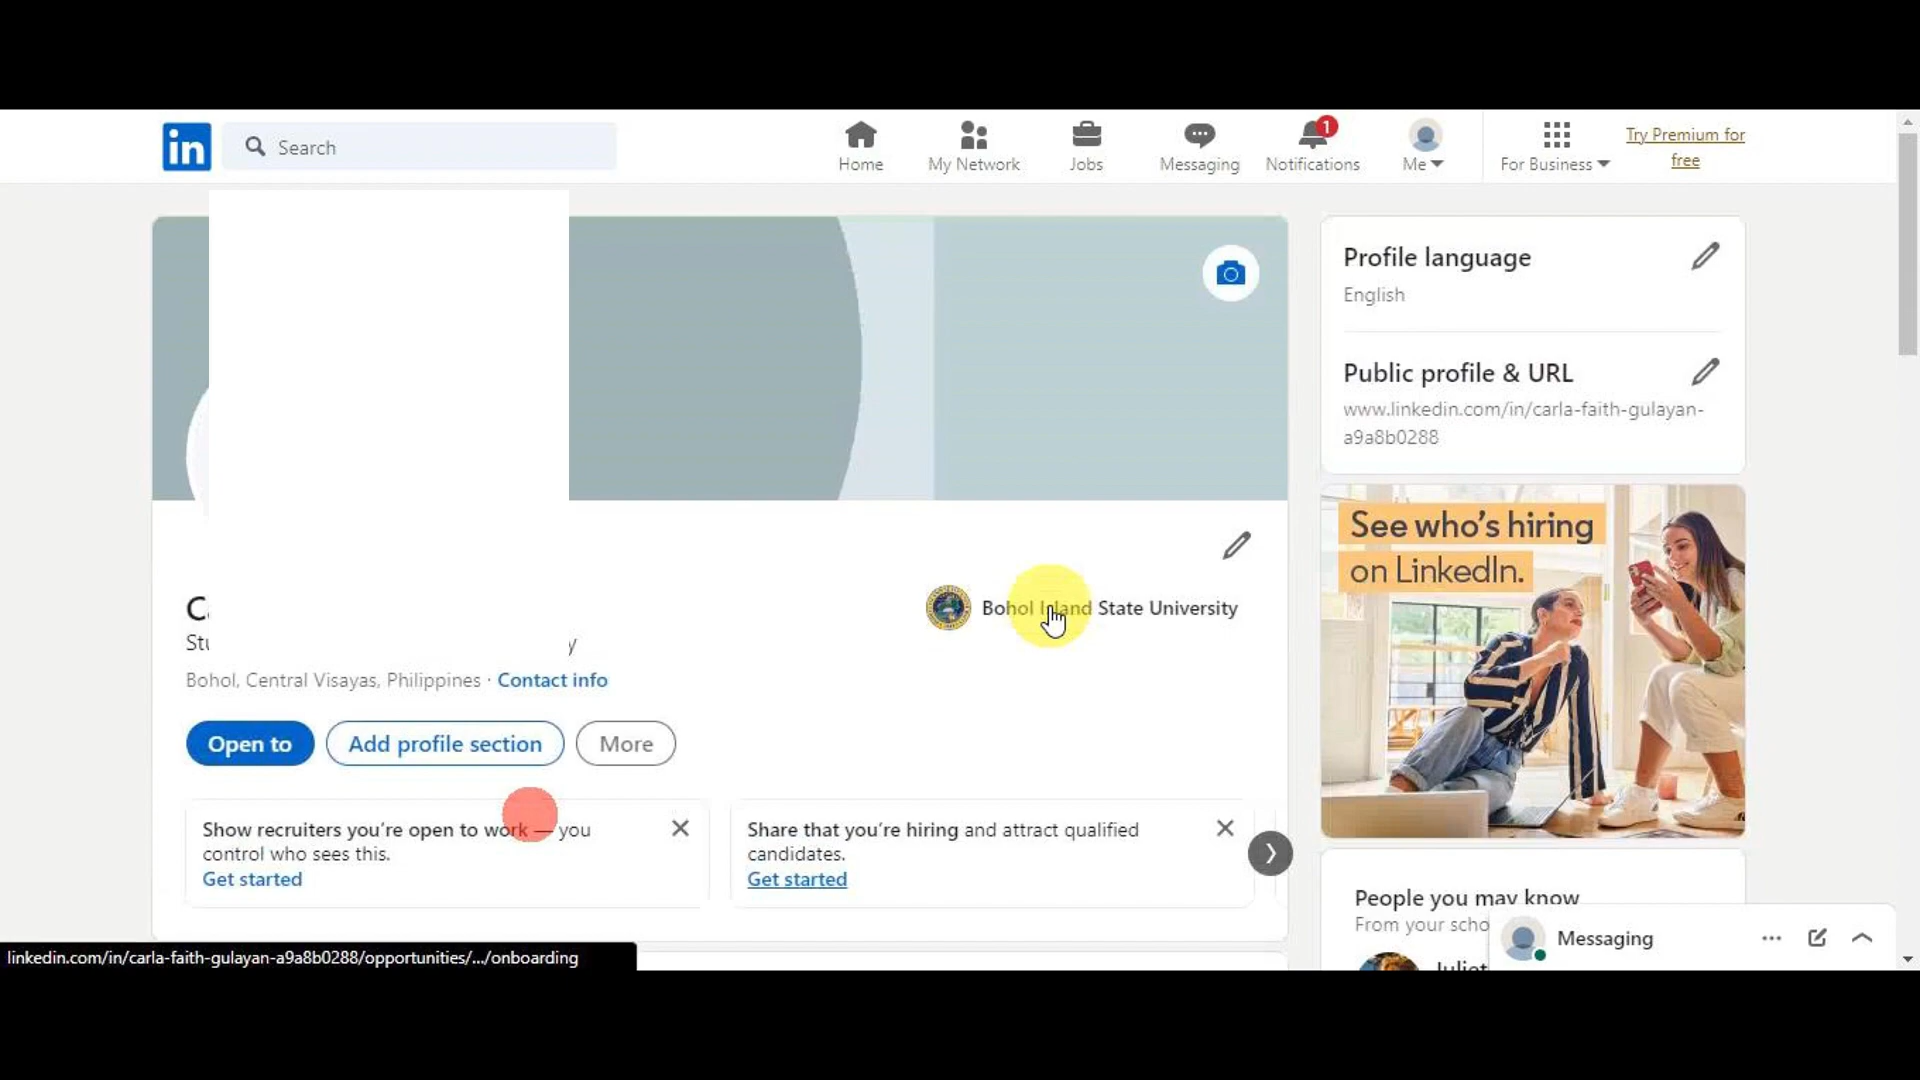 in
Search
Home
My Network
Jobs
Messaging
1
Notifications
Me
For Business
Try Premium for
free
Profile language
English
Public profile & URL
www.linkedin.com/in/carla-faith-gulayan-
a9a8b0288
See who's hiring
on LinkedIn.
Bohol Island State University
Bohol, Central Visayas, Philippines · Contact info
Open to
Add profile section
More
Show recruiters you're open to work — you
control who sees this.
Get started
Share that you're hiring and attract qualified
candidates.
Get started
People you may know
From your scho
Juliet
Messaging
linkedin.com/in/carla-faith-gulayan-a9a8b0288/opportunities/.../onboarding